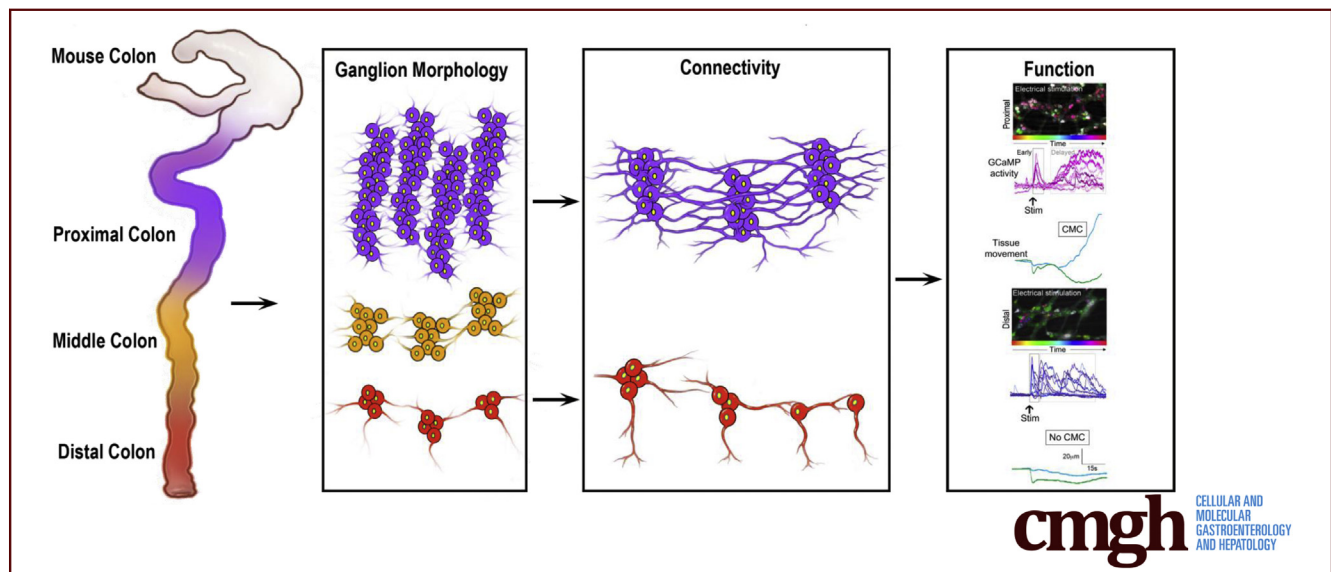 Mouse Colon
Proximal Colon
Middle Colon
Distal Colon
Ganglion Morphology
Connectivity
Function
Electrical stimulation
Proximal
Time
Early
Delayed
GCaMP
activity
Stim
CMC
Tissue
movement
Electrical stimulation
Distal
Time
Stim
No CMC
20μm
15s
cmgh
CELLULAR AND
MOLECULAR
GASTROENTEROLOGY
AND HEPATOLOGY